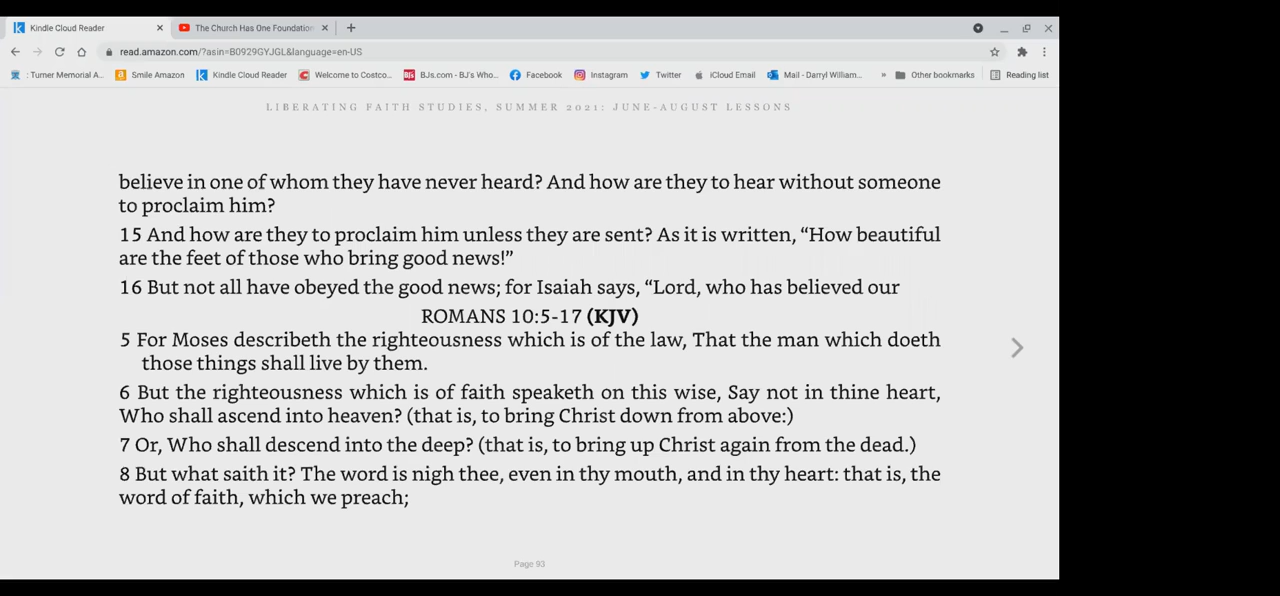 Kindle Cloud Reader
The Church Has One Foundation
read.amazon.com/?asin=B0929GYJGL&language=en-US
: Turner Memorial A... Smile Amazon Kindle Cloud Reader Welcome to Costco... BJs.com - BJ's Who... Facebook Instagram Twitter iCloud Email Mail - Darryl William... » Other bookmarks Reading list
LIBERATING FAITH STUDIES, SUMMER 2021: JUNE-AUGUST LESSONS
believe in one of whom they have never heard? And how are they to hear without someone
to proclaim him?
15 And how are they to proclaim him unless they are sent? As it is written, “How beautiful
are the feet of those who bring good news!”
16 But not all have obeyed the good news; for Isaiah says, “Lord, who has believed our
ROMANS 10:5-17 (KJV)
5 For Moses describeth the righteousness which is of the law, That the man which doeth
those things shall live by them.
6 But the righteousness which is of faith speaketh on this wise, Say not in thine heart,
Who shall ascend into heaven? (that is, to bring Christ down from above:)
7 Or, Who shall descend into the deep? (that is, to bring up Christ again from the dead.)
8 But what saith it? The word is nigh thee, even in thy mouth, and in thy heart: that is, the
word of faith, which we preach;
Page 93